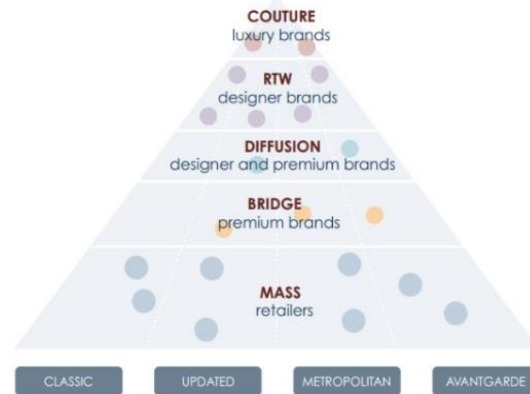 COUTURE
luxury brands
RTW
designer brands
DIFFUSION
designer and premium brands
BRIDGE
premium brands
MASS
retailers
CLASSIC UPDATED METROPOLITAN AVANTGARDE